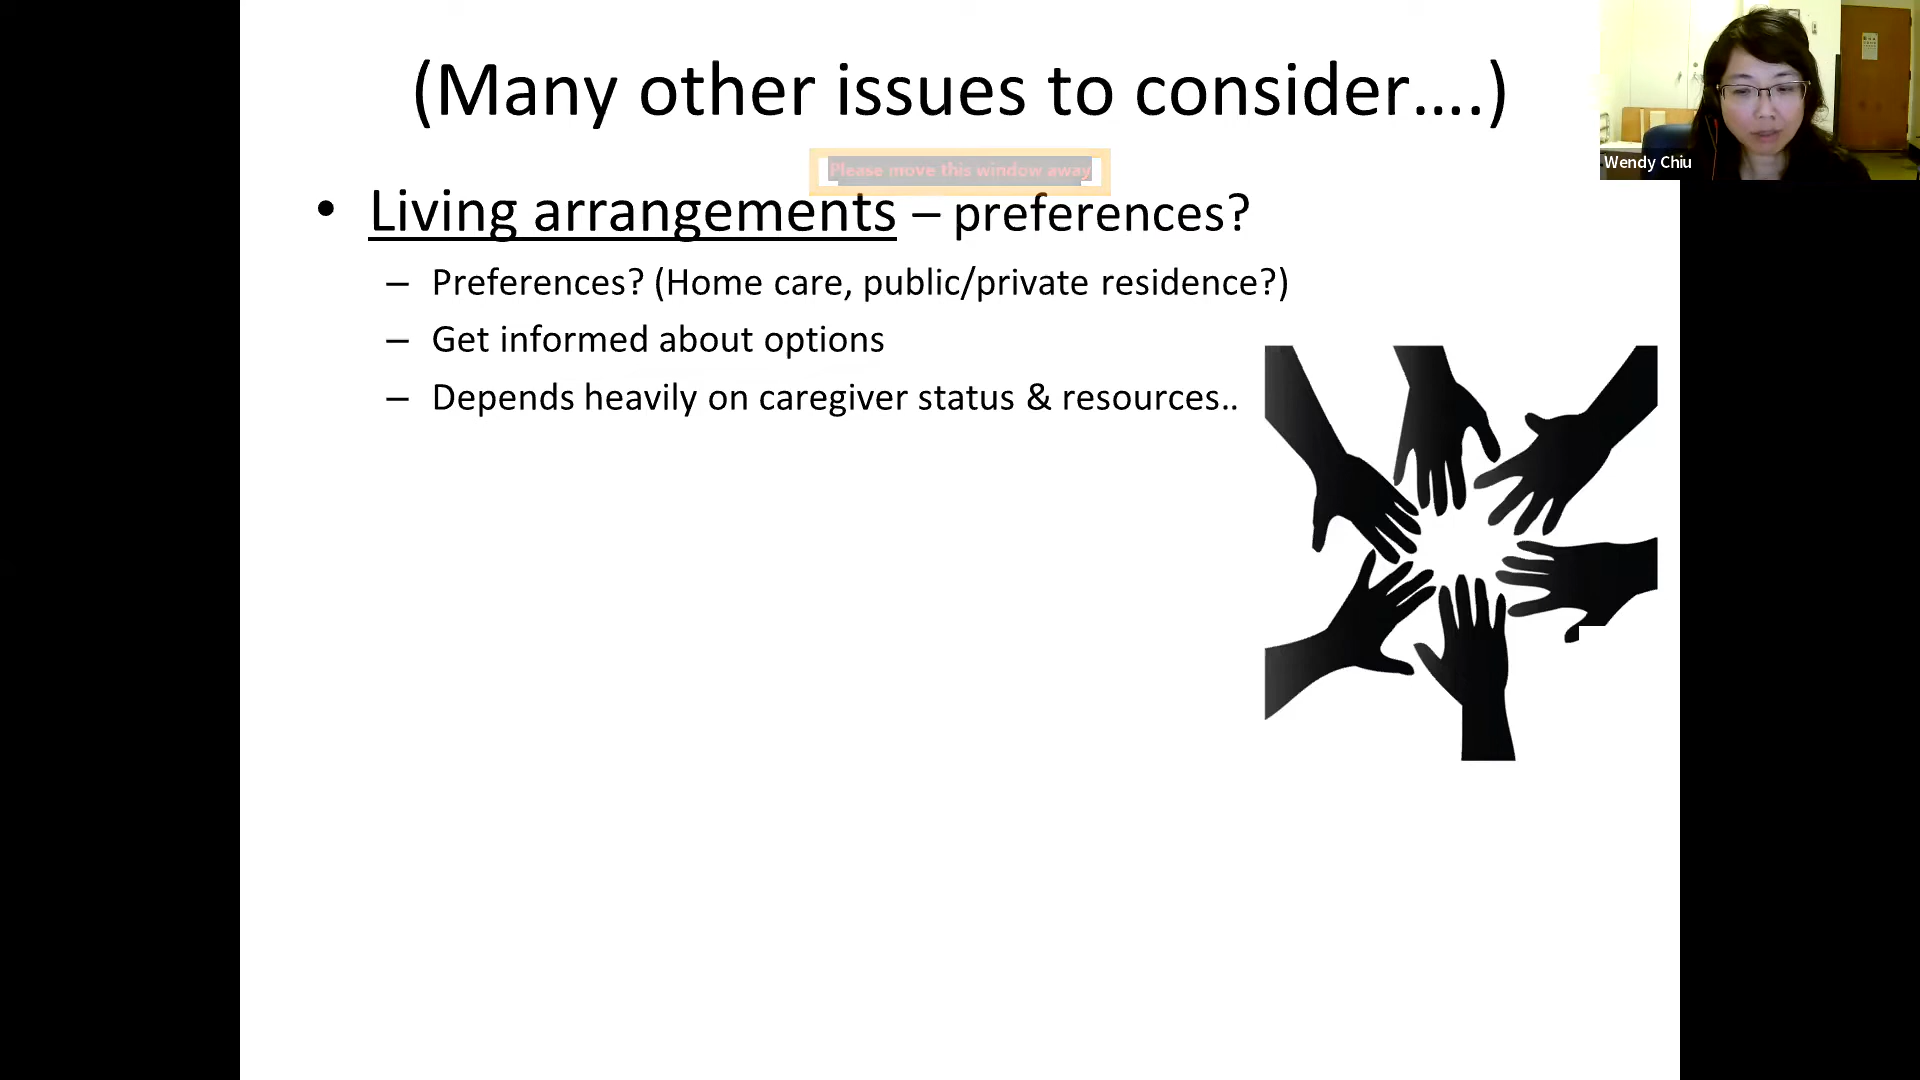 (Many other issues to consider....)
Wendy Chiu
Please move this window away
• Living arrangements – preferences?
– Preferences? (Home care, public/private residence?)
– Get informed about options
– Depends heavily on caregiver status & resources..